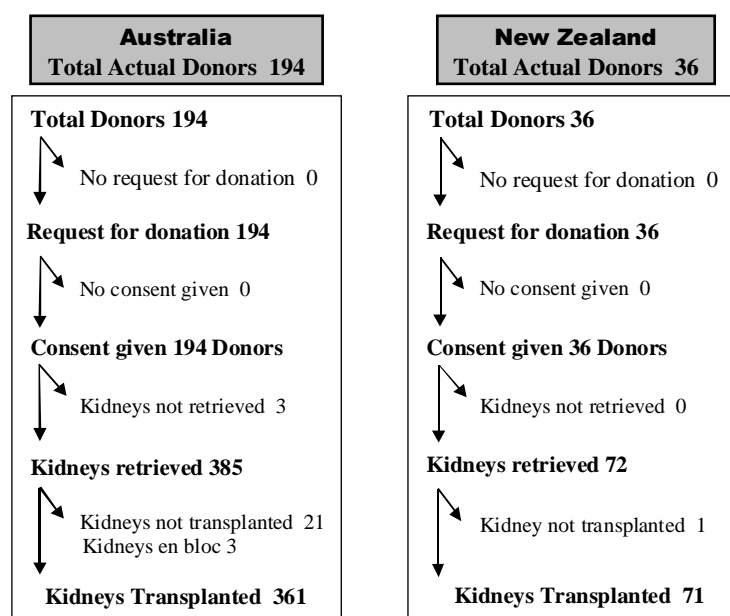 Australia
Total Actual Donors 194
Total Donors 194
No request for donation 0
Request for donation 194
No consent given 0
Consent given 194 Donors
Kidneys not retrieved 3
Kidneys retrieved 385
Kidneys not transplanted 21
Kidneys en bloc 3
Kidneys Transplanted 361
New Zealand
Total Actual Donors 36
Total Donors 36
No request for donation 0
Request for donation 36
No consent given 0
Consent given 36 Donors
Kidneys not retrieved 0
Kidneys retrieved 72
Kidney not transplanted 1
Kidneys Transplanted 71